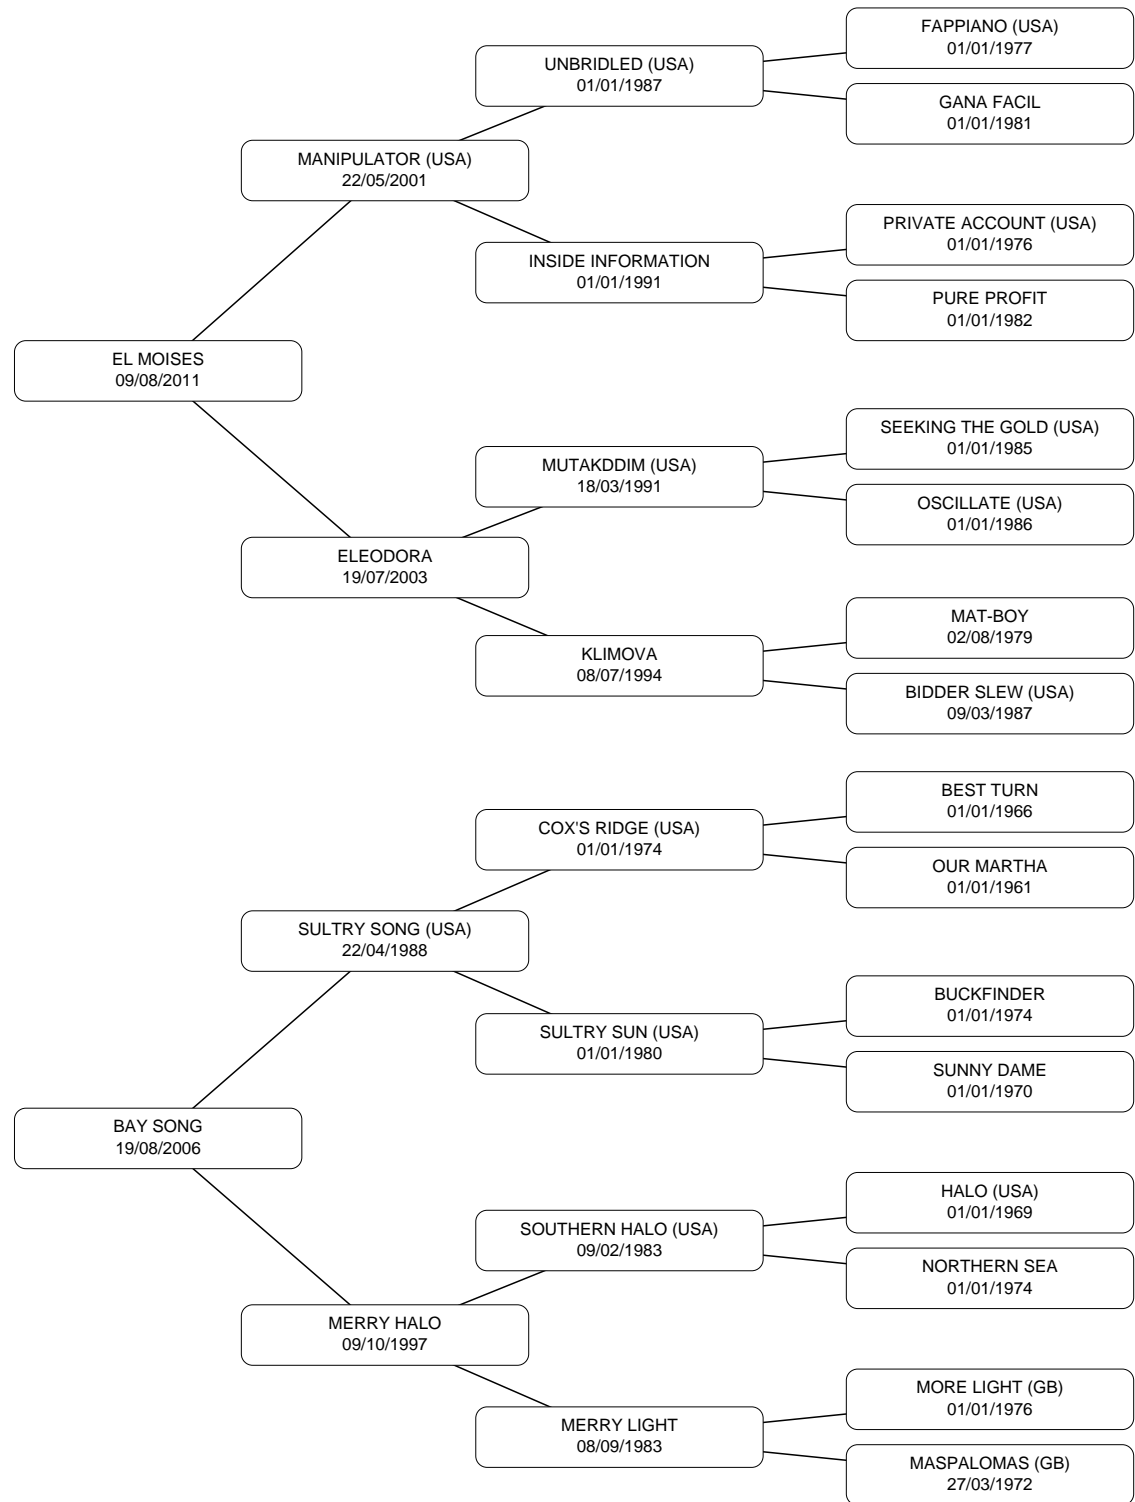 FAPPIANO (USA)
01/01/1977
UNBRIDLED (USA)
01/01/1987
GANA FACIL
01/01/1981
MANIPULATOR (USA)
22/05/2001
PRIVATE ACCOUNT (USA)
01/01/1976
INSIDE INFORMATION
01/01/1991
PURE PROFIT
01/01/1982
EL MOISES
09/08/2011
SEEKING THE GOLD (USA)
01/01/1985
MUTAKDDIM (USA)
18/03/1991
OSCILLATE (USA)
01/01/1986
ELEODORA
19/07/2003
MAT-BOY
02/08/1979
KLIMOVA
08/07/1994
BIDDER SLEW (USA)
09/03/1987
BEST TURN
01/01/1966
COX'S RIDGE (USA)
01/01/1974
OUR MARTHA
01/01/1961
SULTRY SONG (USA)
22/04/1988
BUCKFINDER
01/01/1974
SULTRY SUN (USA)
01/01/1980
SUNNY DAME
01/01/1970
BAY SONG
19/08/2006
HALO (USA)
01/01/1969
SOUTHERN HALO (USA)
09/02/1983
NORTHERN SEA
01/01/1974
MERRY HALO
09/10/1997
MORE LIGHT (GB)
01/01/1976
MERRY LIGHT
08/09/1983
MASPALOMAS (GB)
27/03/1972